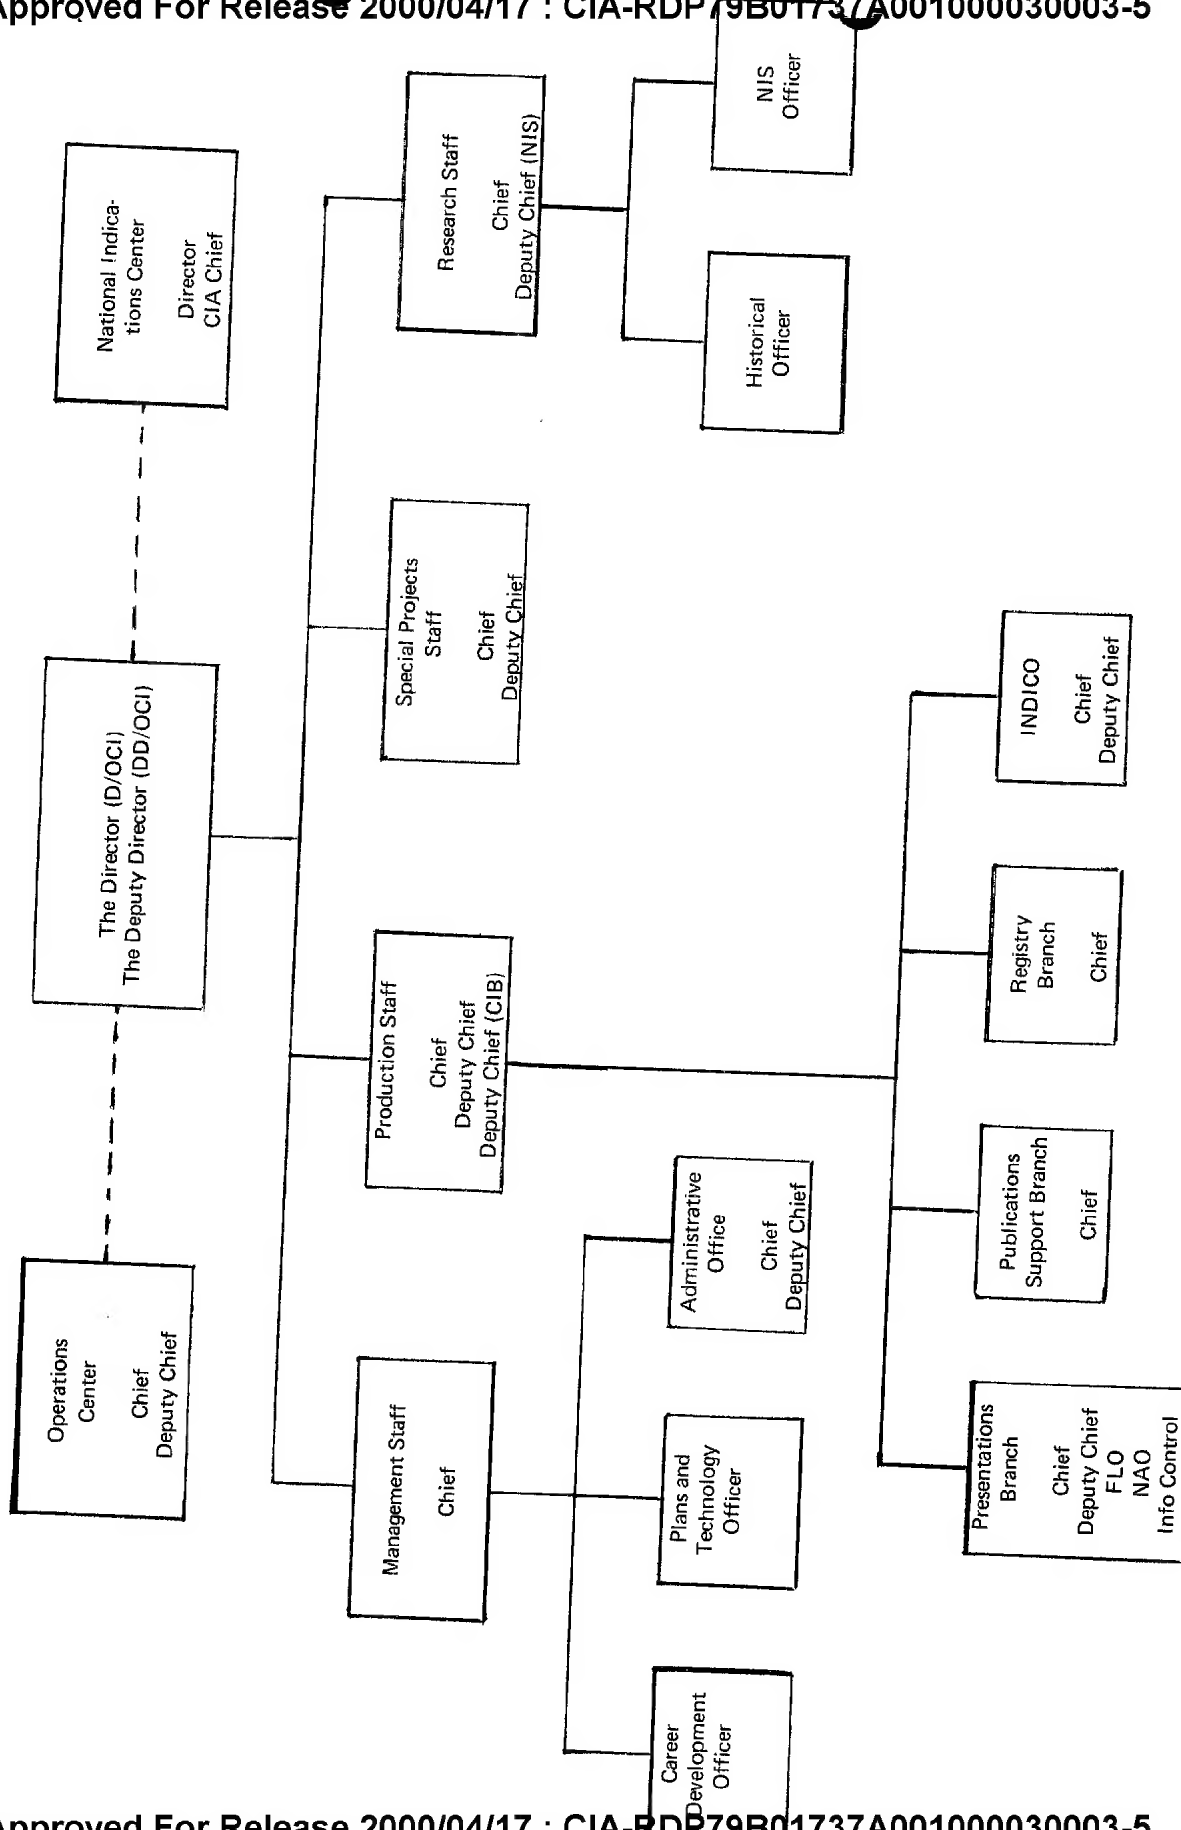 Approved For Release 2000/04/17 : CIA-RDP79B01737A001000030003-5
Operations
Center
Chief
Deputy Chief
The Director (D/OCI)
The Deputy Director (DD/OCI)
National Indica-
tions Center
Director
CIA Chief
Management Staff
Chief
Production Staff
Chief
Deputy Chief
Deputy Chief (CIB)
Special Projects
Staff
Chief
Deputy Chief
Research Staff
Chief
Deputy Chief (NIS)
Career
Development
Officer
Plans and
Technology
Officer
Administrative
Office
Chief
Deputy Chief
Historical
Officer
NIS
Officer
Presentations
Branch
Chief
Deputy Chief
FLO
NAO
Info Control
Publications
Support Branch
Chief
Registry
Branch
Chief
INDICO
Chief
Deputy Chief
Approved For Release 2000/04/17 : CIA-RDP79B01737A001000030003-5